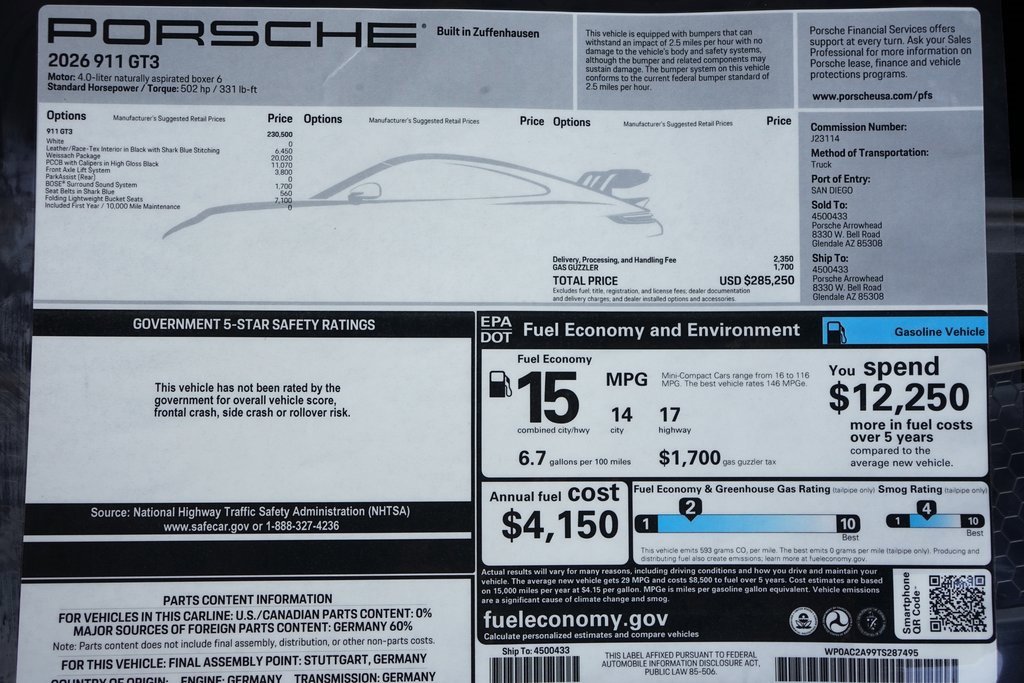 PORSCHE®
Built in Zuffenhausen
2026 911 GT3
Motor: 4.0-liter naturally aspirated boxer 6
Standard Horsepower / Torque: 502 hp / 331 lb-ft
This vehicle is equipped with bumpers that can
withstand an impact of 2.5 miles per hour with no
damage to the vehicle's body and safety systems,
although the bumper and related components may
sustain damage. The bumper system on this vehicle
conforms to the current federal bumper standard of
2.5 miles per hour.
Porsche Financial Services offers
support at every turn. Ask your Sales
Professional for more information on
Porsche lease, finance and vehicle
protections programs.
www.porscheusa.com/pfs
Options Manufacturer's Suggested Retail Prices Price Options Manufacturer's Suggested Retail Prices Price Options Manufacturer's Suggested Retail Prices Price
911 GT3 230,500
White 0
Leather/Race-Tex Interior in Black with Shark Blue Stitching 6,450
Weissach Package 20,020
PCCB with Calipers in High Gloss Black 11,070
Front Axle Lift System 3,800
ParkAssist (Rear) 0
BOSE® Surround Sound System 1,700
Seat Belts in Shark Blue 560
Folding Lightweight Bucket Seats 7,100
Included First Year / 10,000 Mile Maintenance 0
Delivery, Processing, and Handling Fee 2,350
GAS GUZZLER 1,700
TOTAL PRICE USD $285,250
Excludes fuel; title, registration, and license fees; dealer documentation
and delivery charges; and dealer installed options and accessories.
Commission Number:
J23114
Method of Transportation:
Truck
Port of Entry:
SAN DIEGO
Sold To:
4500433
Porsche Arrowhead
8330 W. Bell Road
Glendale AZ 85308
Ship To:
4500433
Porsche Arrowhead
8330 W. Bell Road
Glendale AZ 85308
GOVERNMENT 5-STAR SAFETY RATINGS
This vehicle has not been rated by the
government for overall vehicle score,
frontal crash, side crash or rollover risk.
Source: National Highway Traffic Safety Administration (NHTSA)
www.safecar.gov or 1-888-327-4236
PARTS CONTENT INFORMATION
FOR VEHICLES IN THIS CARLINE: U.S./CANADIAN PARTS CONTENT: 0%
MAJOR SOURCES OF FOREIGN PARTS CONTENT: GERMANY 60%
Note: Parts content does not include final assembly, distribution, or other non-parts costs.
FOR THIS VEHICLE: FINAL ASSEMBLY POINT: STUTTGART, GERMANY
COUNTRY OF ORIGIN: ENGINE: GERMANY TRANSMISSION: GERMANY
EPA
DOT
Fuel Economy and Environment
Gasoline Vehicle
Fuel Economy
15 MPG
combined city/hwy
14
city
17
highway
Mini-Compact Cars range from 16 to 116
MPG. The best vehicle rates 146 MPGe.
6.7 gallons per 100 miles
$1,700 gas guzzler tax
You spend
$12,250
more in fuel costs
over 5 years
compared to the
average new vehicle.
Annual fuel cost
$4,150
Fuel Economy & Greenhouse Gas Rating (tailpipe only)
1 2 10
Best
Smog Rating (tailpipe only)
1 4 10
Best
This vehicle emits 593 grams CO2 per mile. The best emits 0 grams per mile (tailpipe only). Producing and
distributing fuel also create emissions; learn more at fueleconomy.gov.
Actual results will vary for many reasons, including driving conditions and how you drive and maintain your
vehicle. The average new vehicle gets 29 MPG and costs $8,500 to fuel over 5 years. Cost estimates are based
on 15,000 miles per year at $4.15 per gallon. MPGe is miles per gasoline gallon equivalent. Vehicle emissions
are a significant cause of climate change and smog.
fueleconomy.gov
Calculate personalized estimates and compare vehicles
Smartphone
QR Code™
Ship To: 4500433
THIS LABEL AFFIXED PURSUANT TO FEDERAL
AUTOMOBILE INFORMATION DISCLOSURE ACT,
PUBLIC LAW 85-506.
WP0AC2A99TS287495